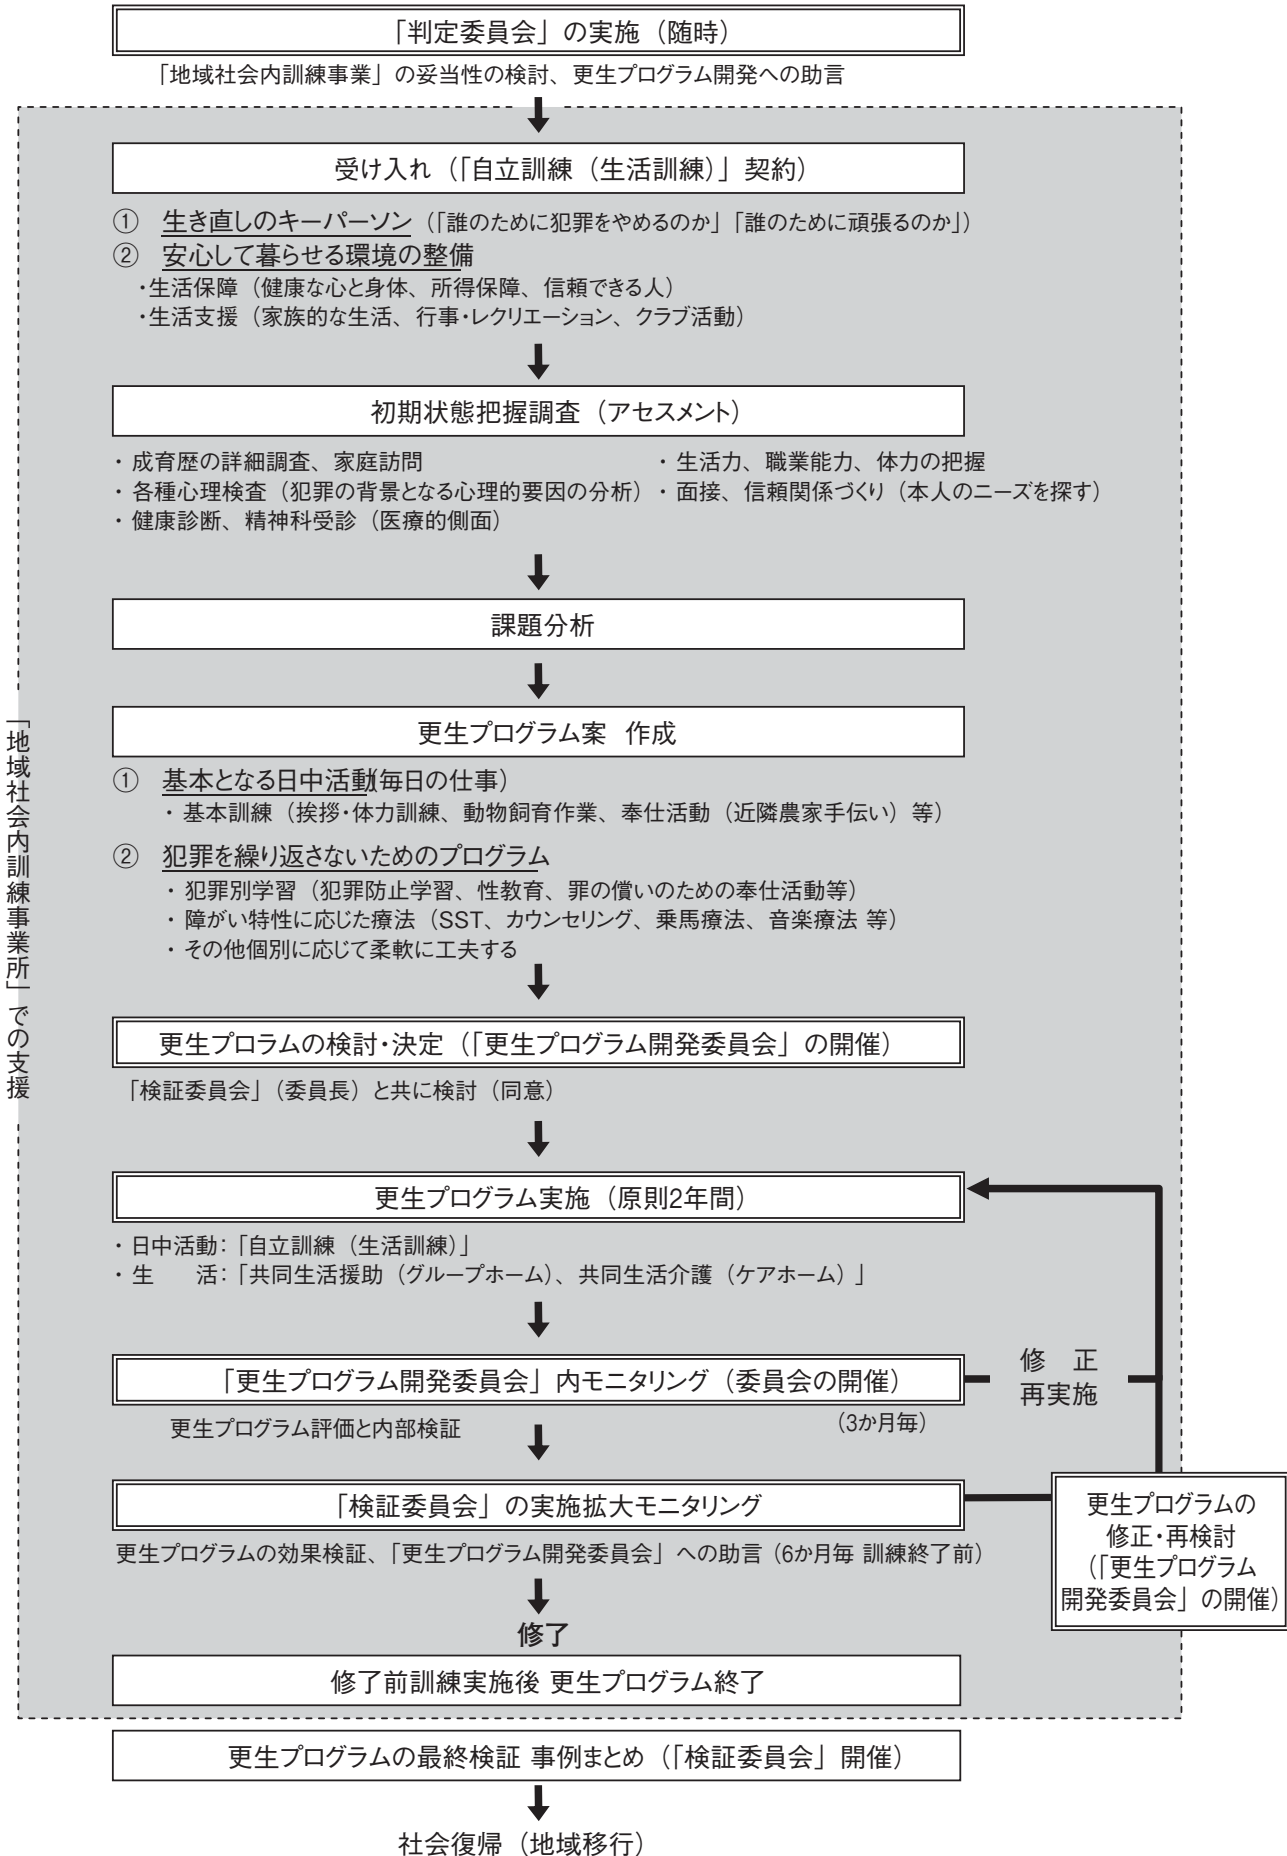 「判定委員会」の実施（随時）
「地域社会内訓練事業」の妥当性の検討、更生プログラム開発への助言
受け入れ（「自立訓練（生活訓練）」契約）
① 生き直しのキーパーソン（「誰のために犯罪をやめるのか」「誰のために頑張るのか」）
② 安心して暮らせる環境の整備
・生活保障（健康な心と身体、所得保障、信頼できる人）
・生活支援（家族的な生活、行事・レクリエーション、クラブ活動）
初期状態把握調査（アセスメント）
・成育歴の詳細調査、家庭訪問
・生活力、職業能力、体力の把握
・各種心理検査（犯罪の背景となる心理的要因の分析）
・面接、信頼関係づくり（本人のニーズを探す）
・健康診断、精神科受診（医療的側面）
課題分析
更生プログラム案 作成
① 基本となる日中活動(毎日の仕事）
・基本訓練（挨拶・体力訓練、動物飼育作業、奉仕活動（近隣農家手伝い）等）
② 犯罪を繰り返さないためのプログラム
・犯罪別学習（犯罪防止学習、性教育、罪の償いのための奉仕活動等）
・障がい特性に応じた療法（SST、カウンセリング、乗馬療法、音楽療法 等）
・その他個別に応じて柔軟に工夫する
「地域社会内訓練事業所」での支援
更生プロラムの検討・決定（「更生プログラム開発委員会」の開催）
「検証委員会」（委員長）と共に検討（同意）
更生プログラム実施（原則2年間）
・日中活動：「自立訓練（生活訓練）」
・生　　活：「共同生活援助（グループホーム）、共同生活介護（ケアホーム）」
「更生プログラム開発委員会」内モニタリング（委員会の開催）
修　正
再実施
更生プログラム評価と内部検証
（3か月毎）
「検証委員会」の実施拡大モニタリング
更生プログラムの効果検証、「更生プログラム開発委員会」への助言（6か月毎 訓練終了前）
更生プログラムの
修正・再検討
（「更生プログラム
開発委員会」の開催）
修了
修了前訓練実施後 更生プログラム終了
更生プログラムの最終検証 事例まとめ（「検証委員会」開催）
社会復帰（地域移行）